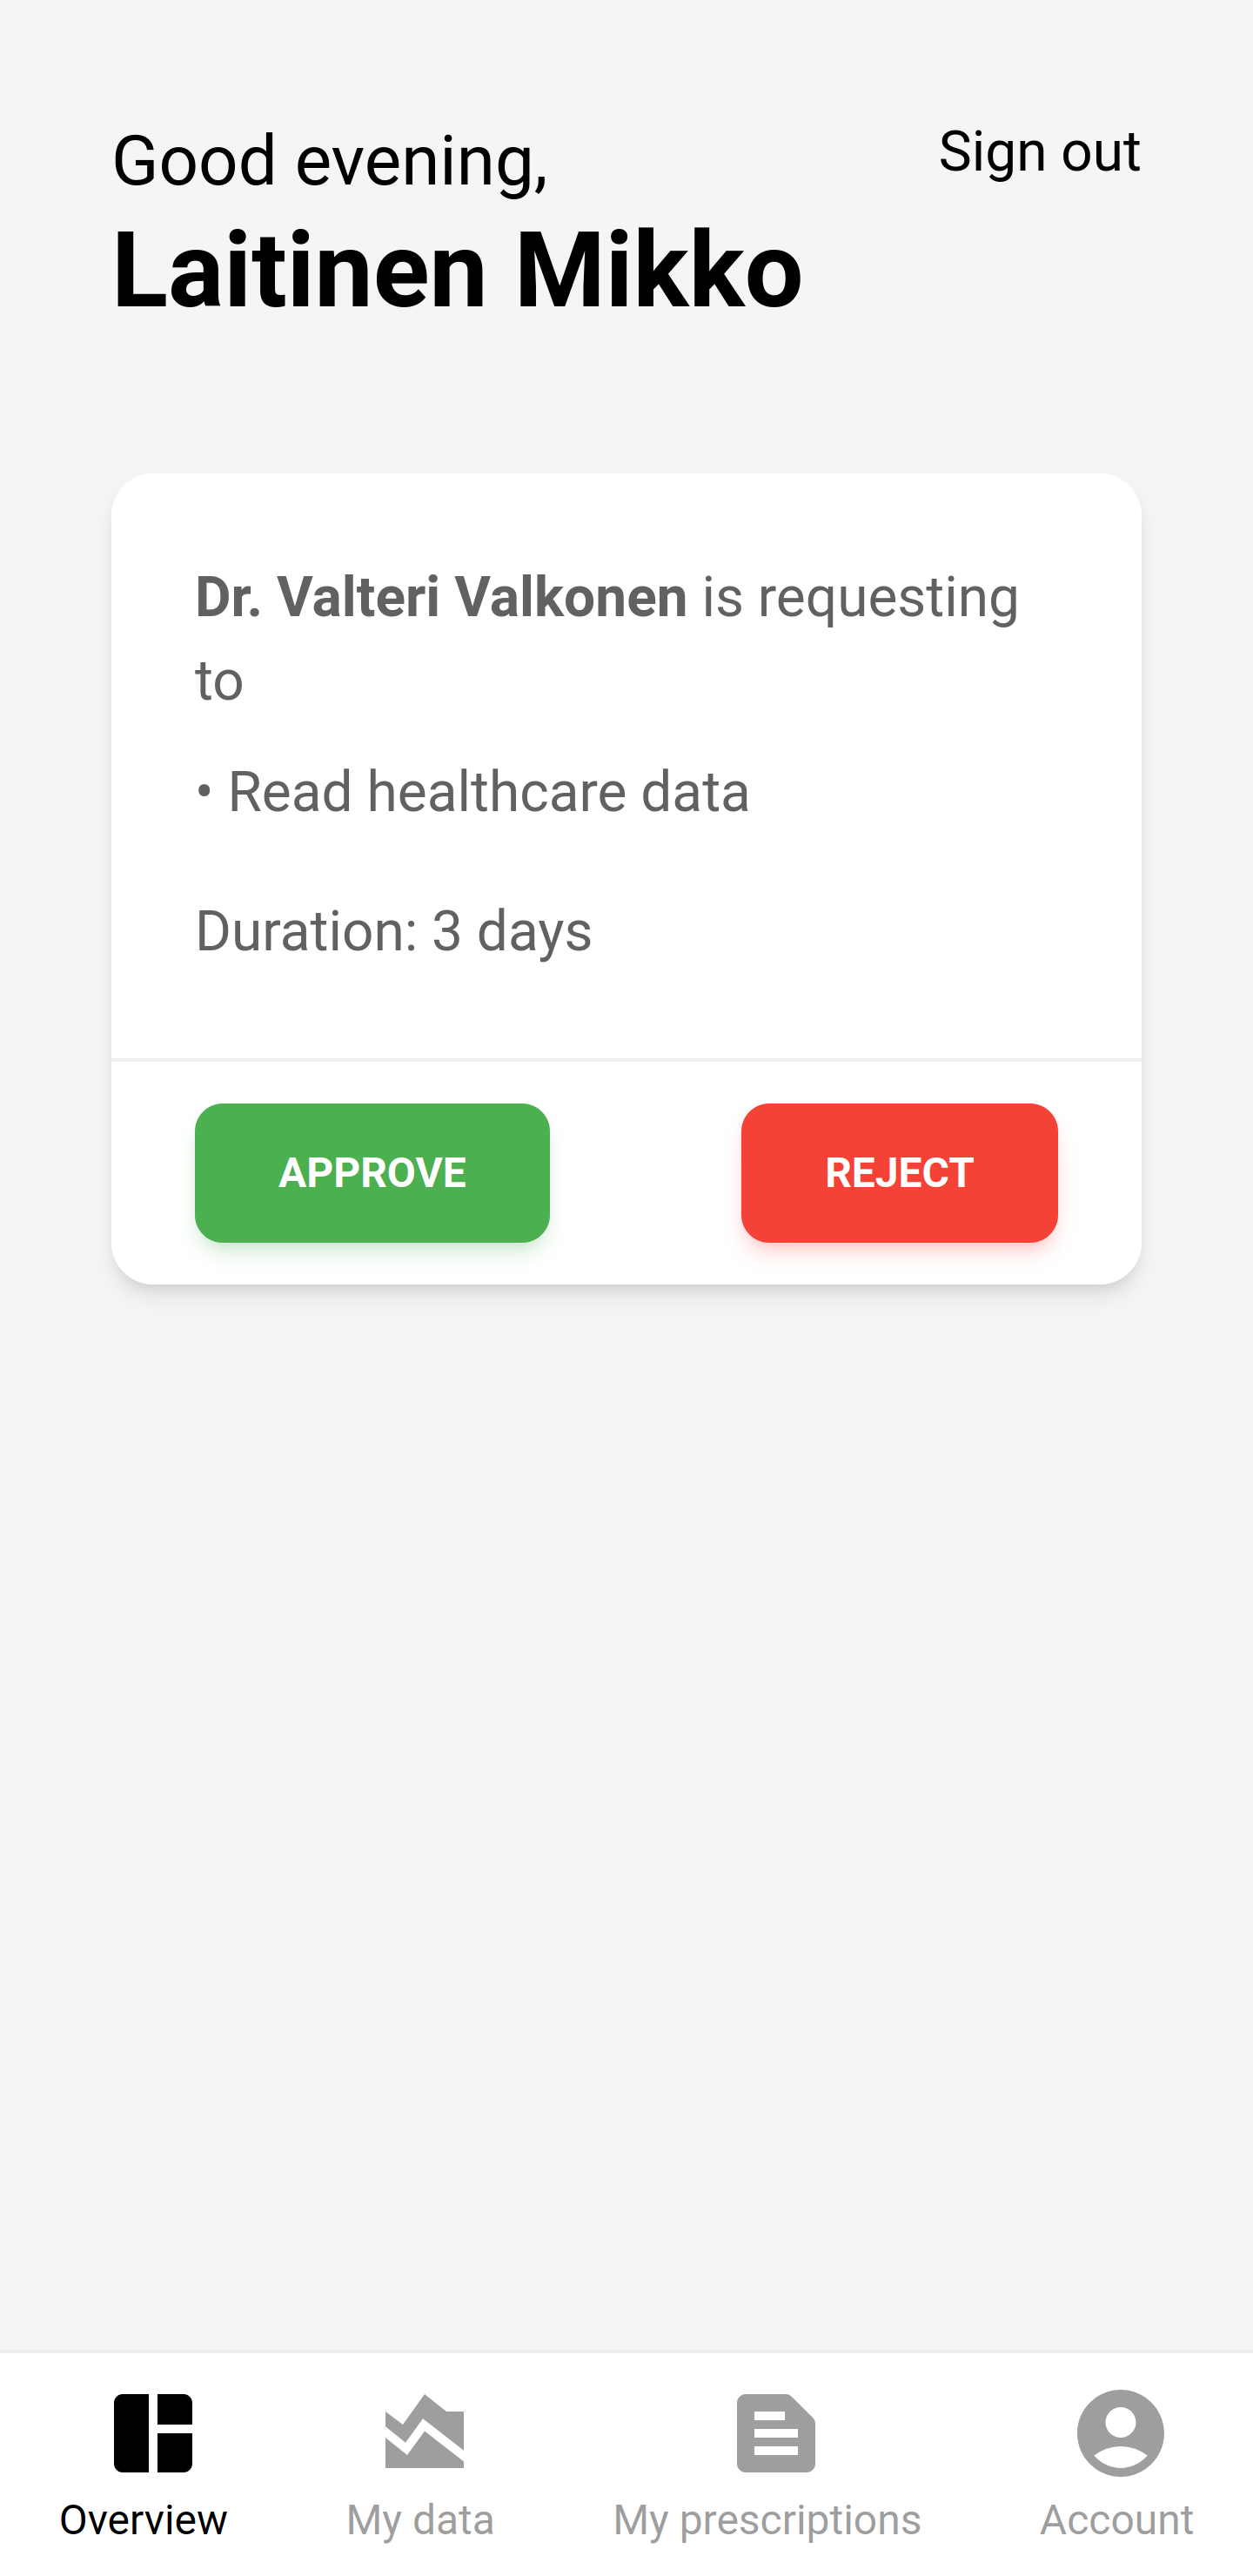 Good evening,
Sign out
Laitinen Mikko
Dr. Valteri Valkonen is requesting
to
• Read healthcare data
Duration: 3 days
APPROVE
REJECT
Overview
My data
My prescriptions
Account